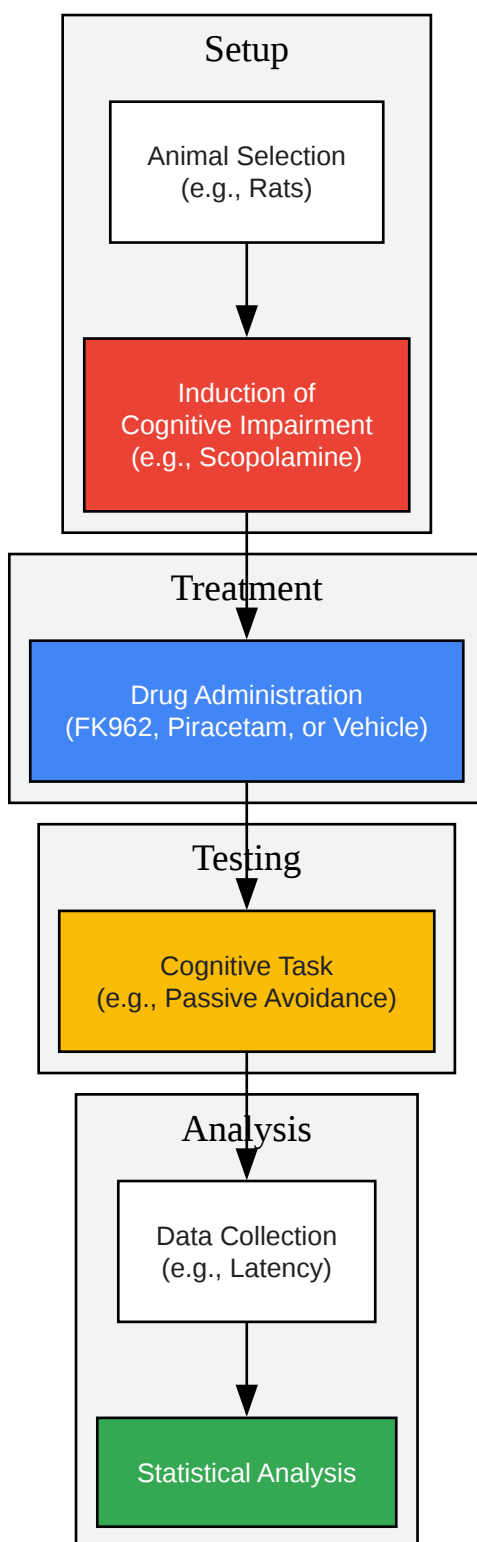 Setup
Animal Selection
(e.g., Rats)
Induction of
Cognitive Impairment
(e.g., Scopolamine)
Treatment
Drug Administration
(FK962, Piracetam, or Vehicle)
Testing
Cognitive Task
(e.g., Passive Avoidance)
Analysis
Data Collection
(e.g., Latency)
Statistical Analysis